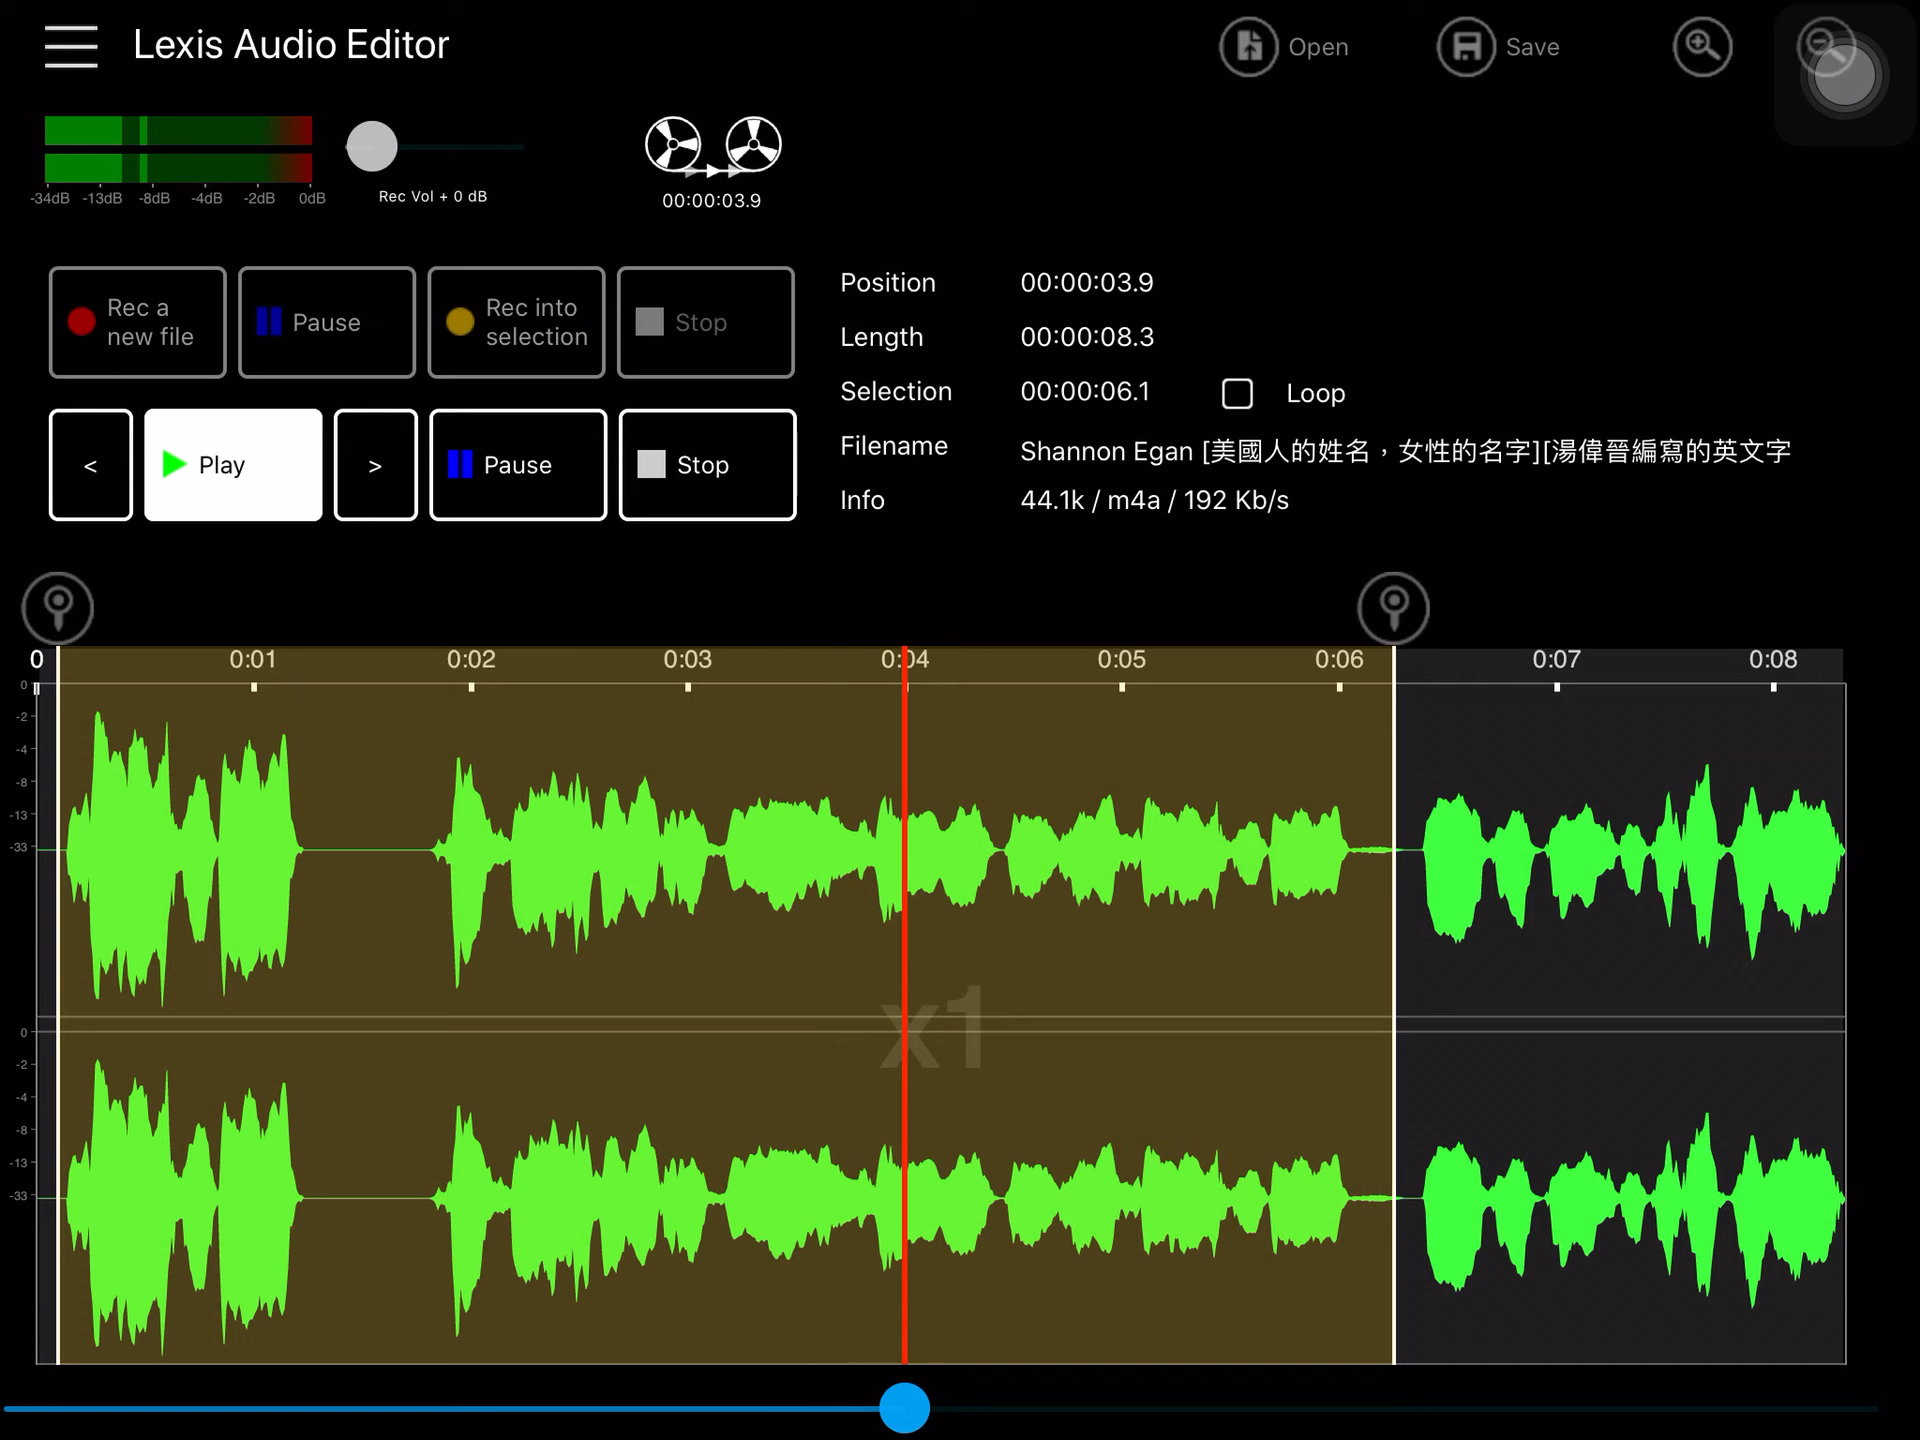 Lexis Audio Editor
Open
Save
-34dB -13dB -8dB -4dB -2dB 0dB
Rec Vol + 0 dB
00:00:03.9
Rec a
new file
Pause
Rec into
selection
Stop
< Play > Pause Stop
Position 00:00:03.9
Length 00:00:08.3
Selection 00:00:06.1 Loop
Filename Shannon Egan [美國人的姓名，女性的名字][湯偉晉編寫的英文字
Info 44.1k / m4a / 192 Kb/s
0 0:01 0:02 0:03 0:04 0:05 0:06 0:07 0:08
0
-2
-4
-8
-13
-33
x1
0
-2
-4
-8
-13
-33